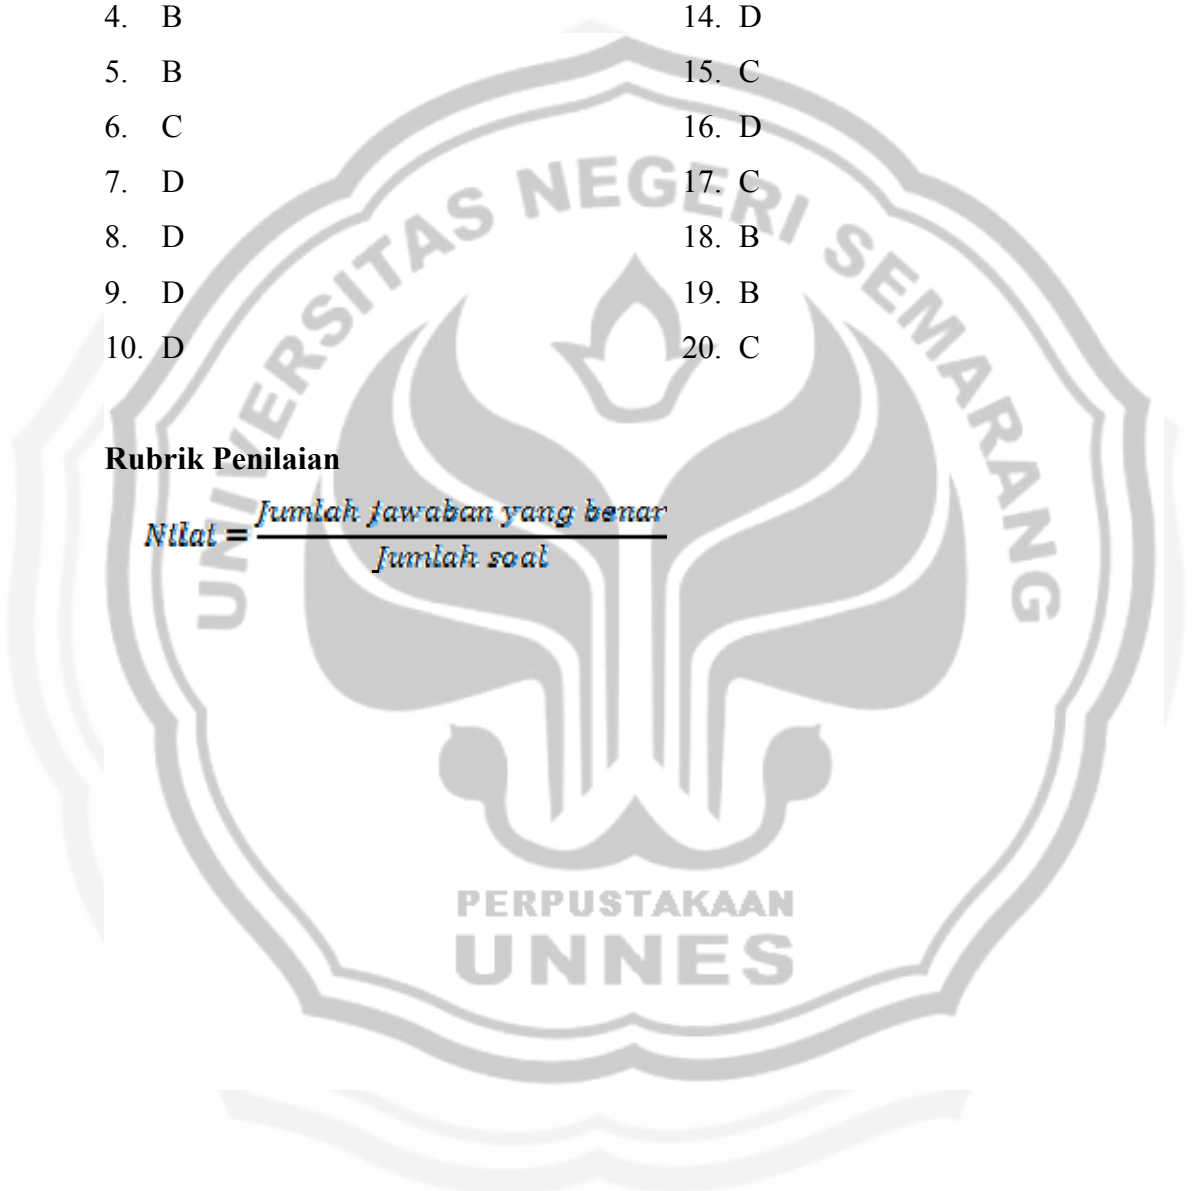 4. B
5. B
6. C
7. D
8. D
9. D
10. D
14. D
15. C
16. D
17. C
18. B
19. B
20. C
Rubrik Penilaian
Nilai = Jumlah jawaban yang benar
Jumlah soal
UNIVERSITAS NEGERI SEMARANG
PERPUSTAKAAN
UNNES